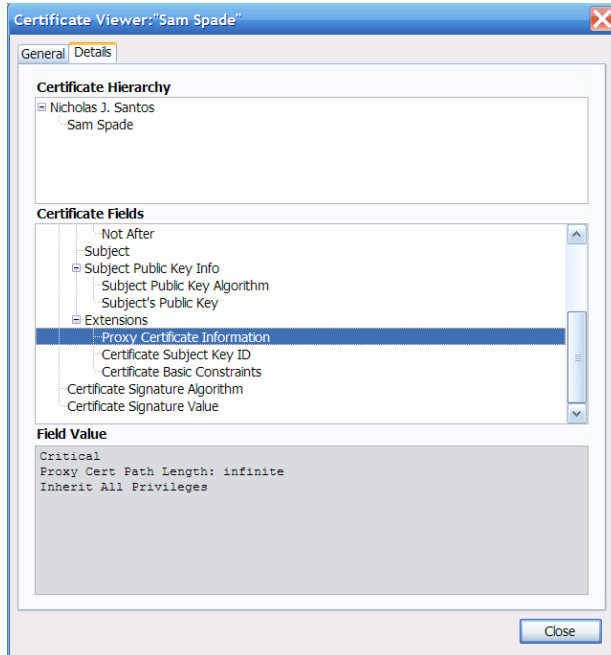 Certificate Viewer:"Sam Spade"
General Details
Certificate Hierarchy
Nicholas J. Santos
Sam Spade
Certificate Fields
Not After
Subject
Subject Public Key Info
Subject Public Key Algorithm
Subject's Public Key
Extensions
Proxy Certificate Information
Certificate Subject Key ID
Certificate Basic Constraints
Certificate Signature Algorithm
Certificate Signature Value
Field Value
Critical
Proxy Cert Path Length: infinite
Inherit All Privileges
Close